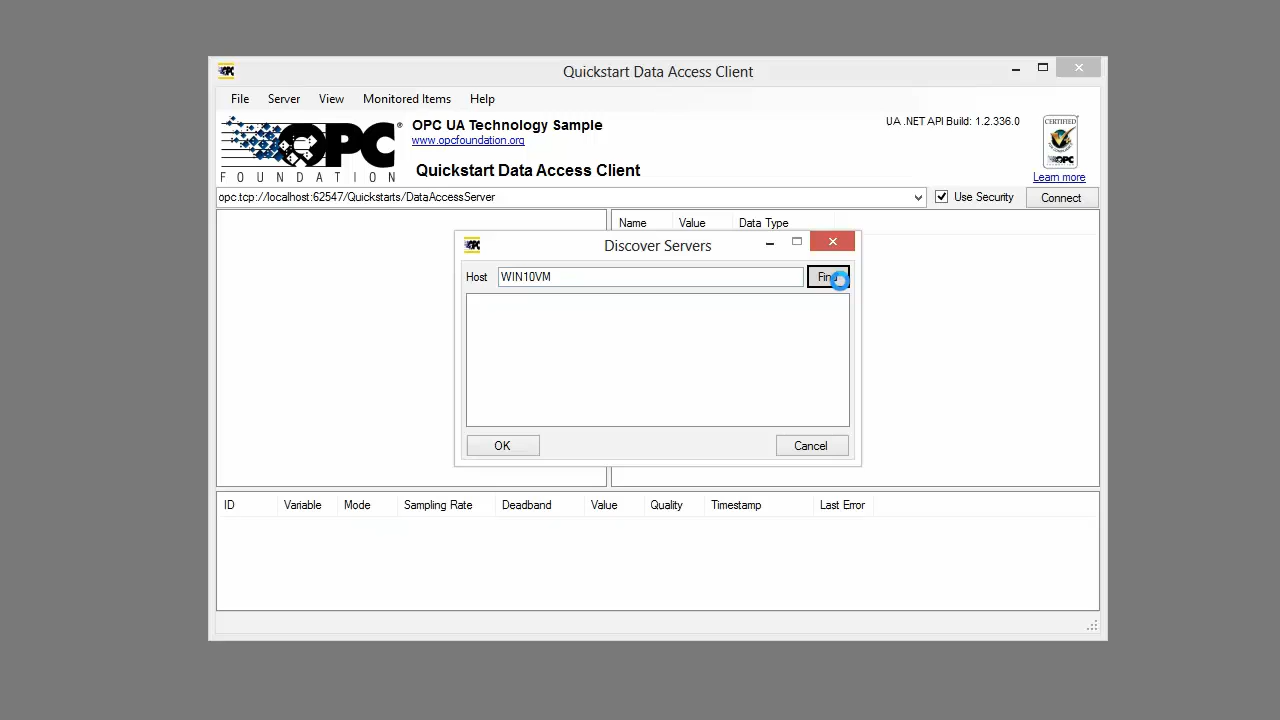 Quickstart Data Access Client
File Server View Monitored Items Help
OPC
FOUNDATION
OPC UA Technology Sample
www.opcfoundation.org
Quickstart Data Access Client
UA .NET API Build: 1.2.336.0
CERTIFIED
Learn more
opc.tcp://localhost:62547/Quickstarts/DataAccessServer
Use Security
Connect
Name Value Data Type
Discover Servers
Host WIN10VM
OK Cancel
ID Variable Mode Sampling Rate Deadband Value Quality Timestamp Last Error